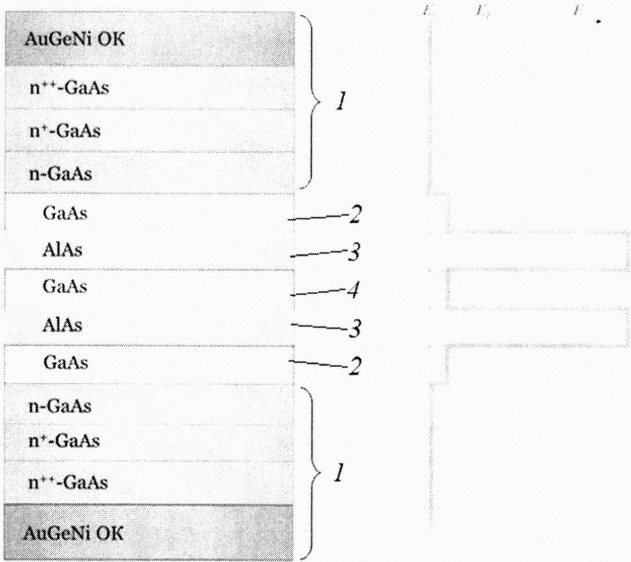 AuGeNi OK
n⁺⁺-GaAs
n⁺-GaAs
n-GaAs
1
GaAs
2
AlAs
3
GaAs
4
AlAs
3
GaAs
2
n-GaAs
n⁺-GaAs
n⁺⁺-GaAs
1
AuGeNi OK